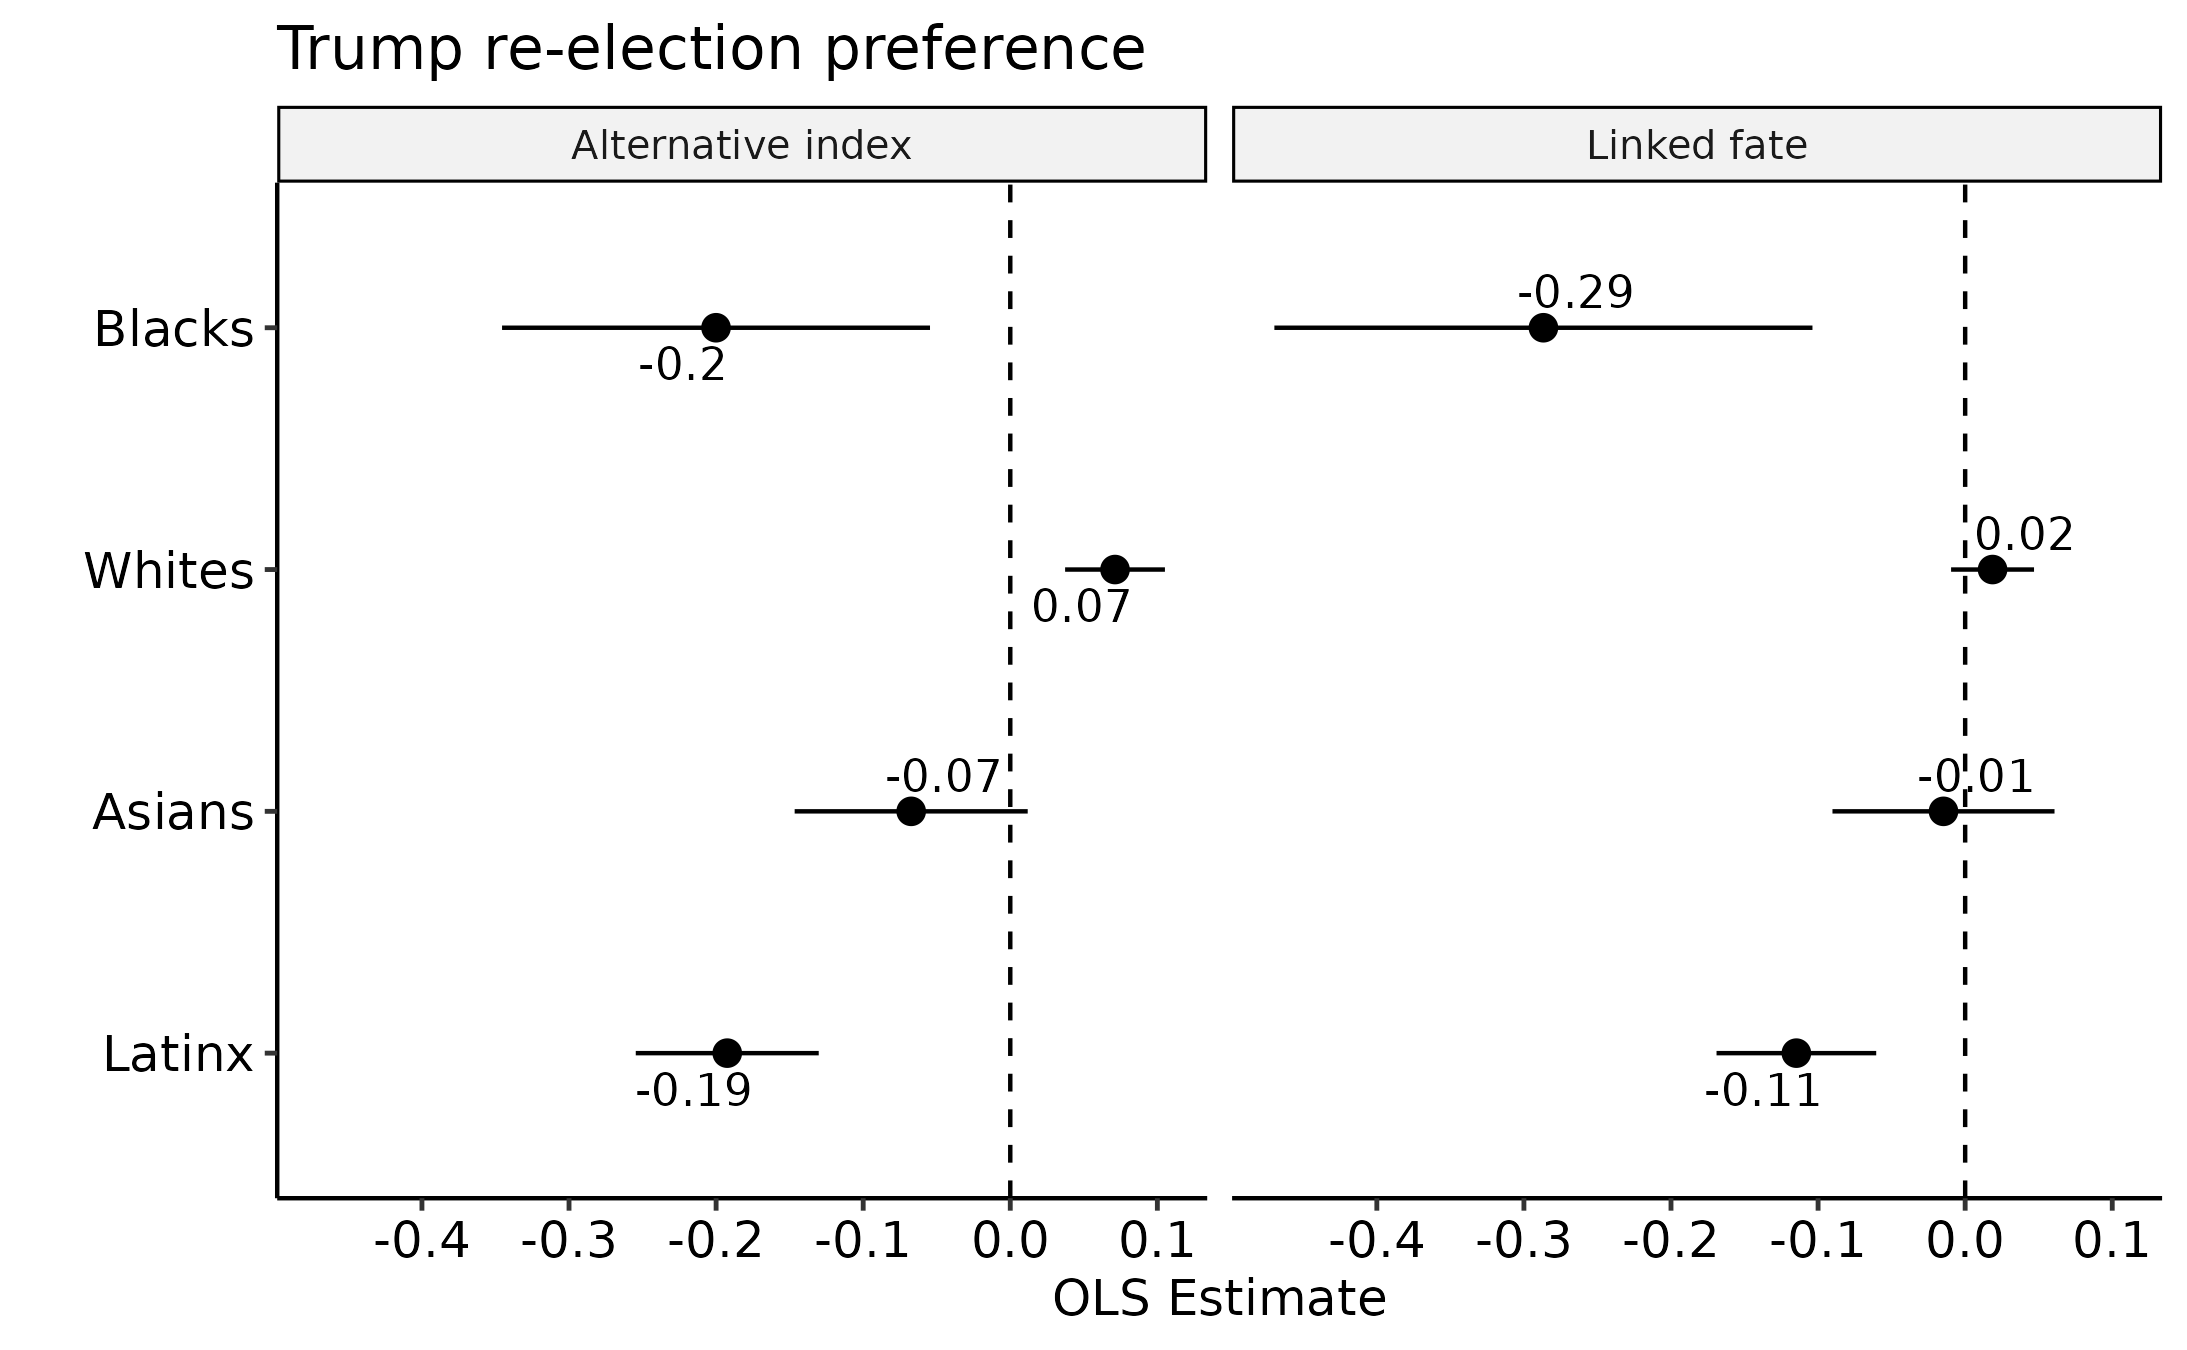 Trump re-election preference
Alternative index Linked fate
-0.29
Blacks
-0.2
0.02
Whites
0.07
-0.07 -0.01
Asians
Latinx
-0.19 -0.11
-0.4 -0.3 -0.2 -0.1 0.0 0.1 -0.4 -0.3 -0.2 -0.1 0.0 0.1
OLS Estimate